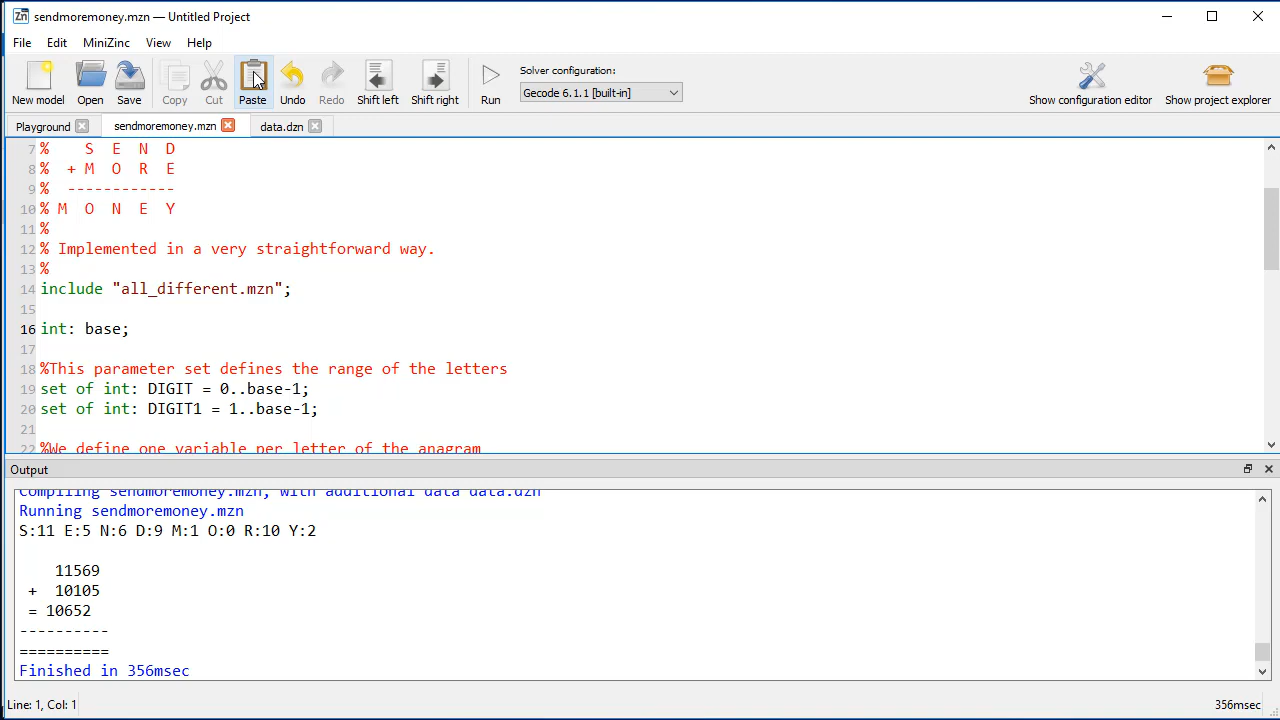 sendmoremoney.mzn — Untitled Project
File Edit MiniZinc View Help
New model Open Save Copy Cut Paste Undo Redo Shift left Shift right Run
Solver configuration:
Gecode 6.1.1 [built-in]
Show configuration editor Show project explorer
Playground sendmoremoney.mzn data.dzn
7 % S E N D
8 % + M O R E
9 % ------------
10 % M O N E Y
11 %
12 % Implemented in a very straightforward way.
13 %
14 include "all_different.mzn";
15
16 int: base;
17
18 %This parameter set defines the range of the letters
19 set of int: DIGIT = 0..base-1;
20 set of int: DIGIT1 = 1..base-1;
21
22 %We define one variable per letter of the anagram
Output
Compiling sendmoremoney.mzn, with additional data data.dzn
Running sendmoremoney.mzn
S:11 E:5 N:6 D:9 M:1 O:0 R:10 Y:2
11569
+ 10105
= 10652
----------
==========
Finished in 356msec
Line: 1, Col: 1
356msec